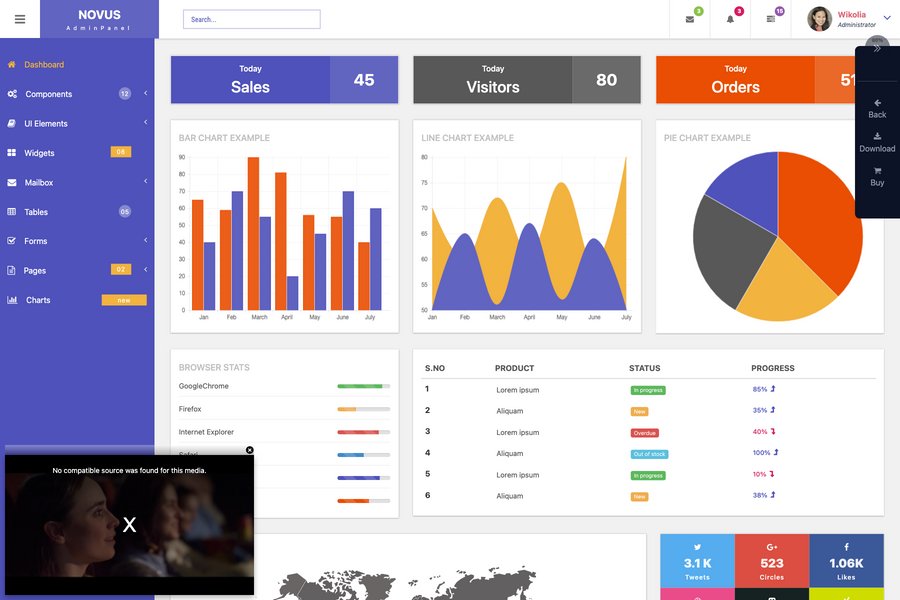 NOVUS
AdminPanel
Search...
3
3
15
Wikolia
Administrator
Dashboard
Components 12
UI Elements
Widgets 08
Mailbox
Tables 05
Forms
Pages 02
Charts new
Today
Sales
45
Today
Visitors
80
Today
Orders
51
Back
Download
Buy
BAR CHART EXAMPLE
90
80
70
60
50
40
30
20
10
0
Jan Feb March April May June July
LINE CHART EXAMPLE
80
75
70
65
60
55
50
Jan Feb March April May June July
PIE CHART EXAMPLE
BROWSER STATS
GoogleChrome
Firefox
Internet Explorer
Safari
S.NO PRODUCT STATUS PROGRESS
1 Lorem ipsum In progress 85%
2 Aliquam New 35%
3 Lorem ipsum Overdue 40%
4 Aliquam Out of stock 100%
5 Lorem ipsum In progress 10%
6 Aliquam New 38%
No compatible source was found for this media.
X
3.1 K
Tweets
523
Circles
1.06K
Likes